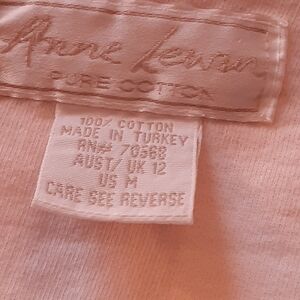 Anne Lewin
PURE COTTON
100% COTTON
MADE IN TURKEY
RN# 70568
AUST/ UK 12
US M
CARE SEE REVERSE